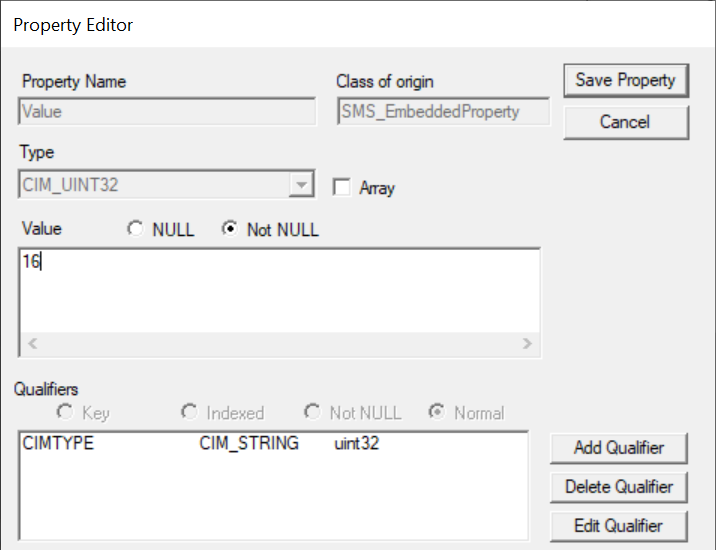 Property Editor
Property Name Class of origin Save Property
Value SMS_EmbeddedProperty
Cancel
Type
CIM_UINT32 Array
Value NULL Not NULL
16
Qualifiers
Key Indexed Not NULL Normal
CIMTYPE CIM_STRING uint32
Add Qualifier
Delete Qualifier
Edit Qualifier